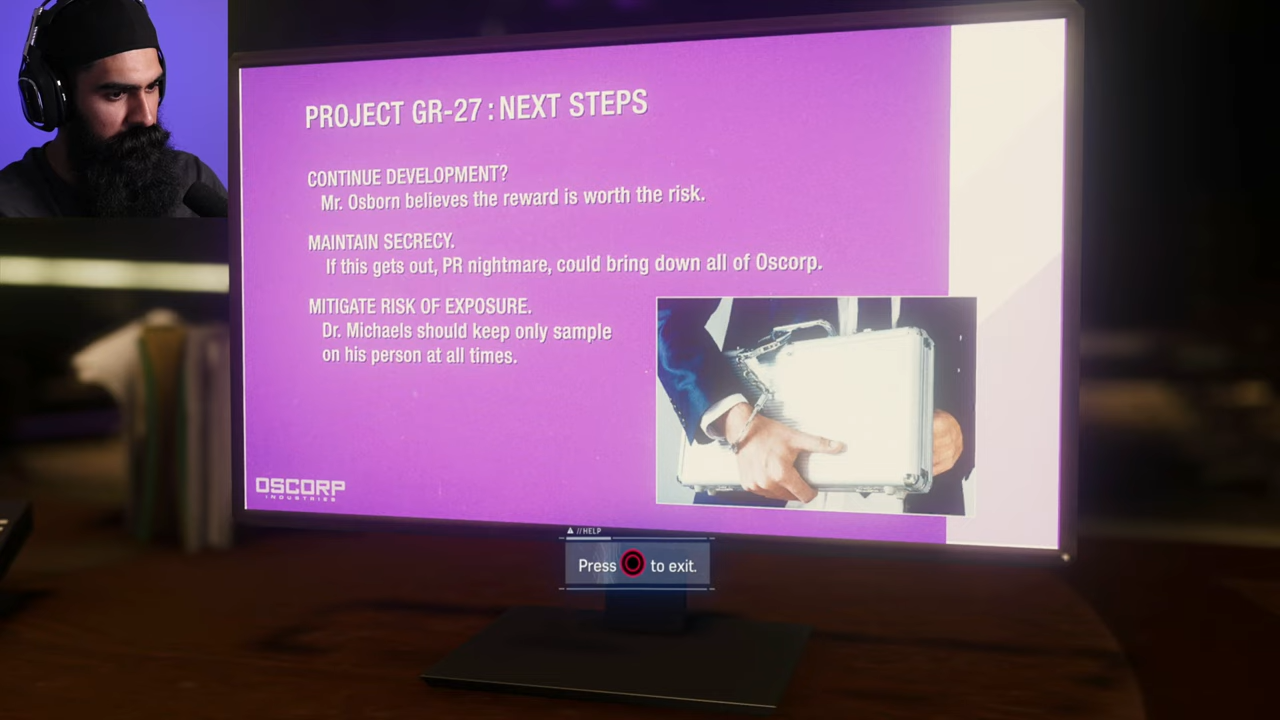 PROJECT GR-27 : NEXT STEPS
CONTINUE DEVELOPMENT?
Mr. Osborn believes the reward is worth the risk.
MAINTAIN SECRECY.
If this gets out, PR nightmare, could bring down all of Oscorp.
MITIGATE RISK OF EXPOSURE.
Dr. Michaels should keep only sample
on his person at all times.
OSCORP
INDUSTRIES
//HELP
Press to exit.